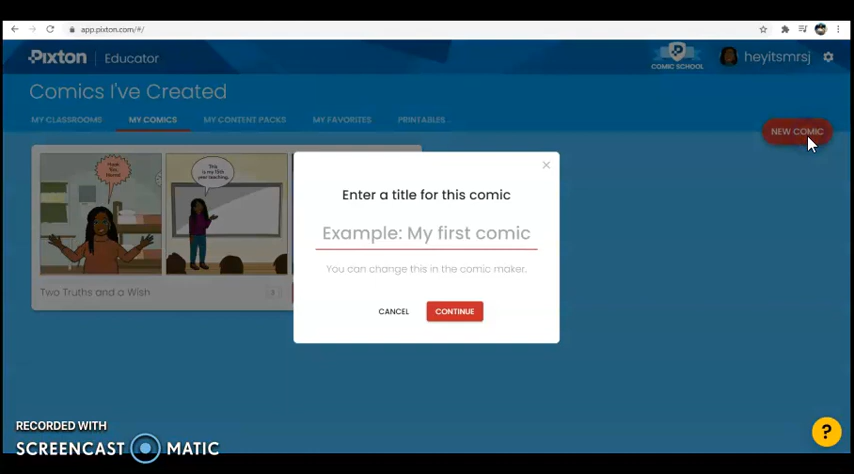 app.pixton.com/#/
Pixton Educator
COMIC SCHOOL
heyitsmrsj
Comics I've Created
MY CLASSROOMS
MY COMICS
MY CONTENT PACKS
MY FAVORITES
PRINTABLES
NEW COMIC
This
is my 11th
year teaching.
Two Truths and a Wish
3
Enter a title for this comic
Example: My first comic
You can change this in the comic maker.
CANCEL
CONTINUE
?
RECORDED WITH
SCREENCAST MATIC